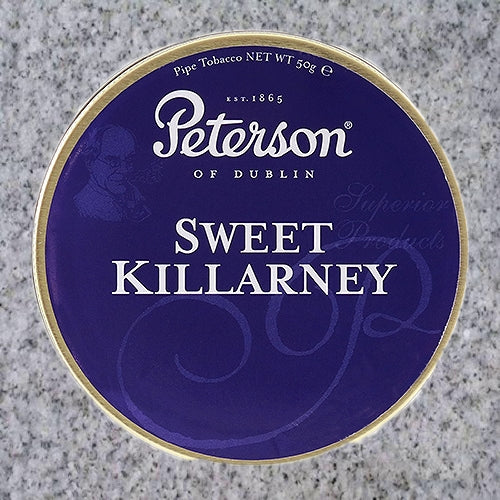 Pipe Tobacco NET WT 50g ℮
EST. 1865
Peterson®
OF DUBLIN
Superior
Products
SWEET
KILLARNEY
P